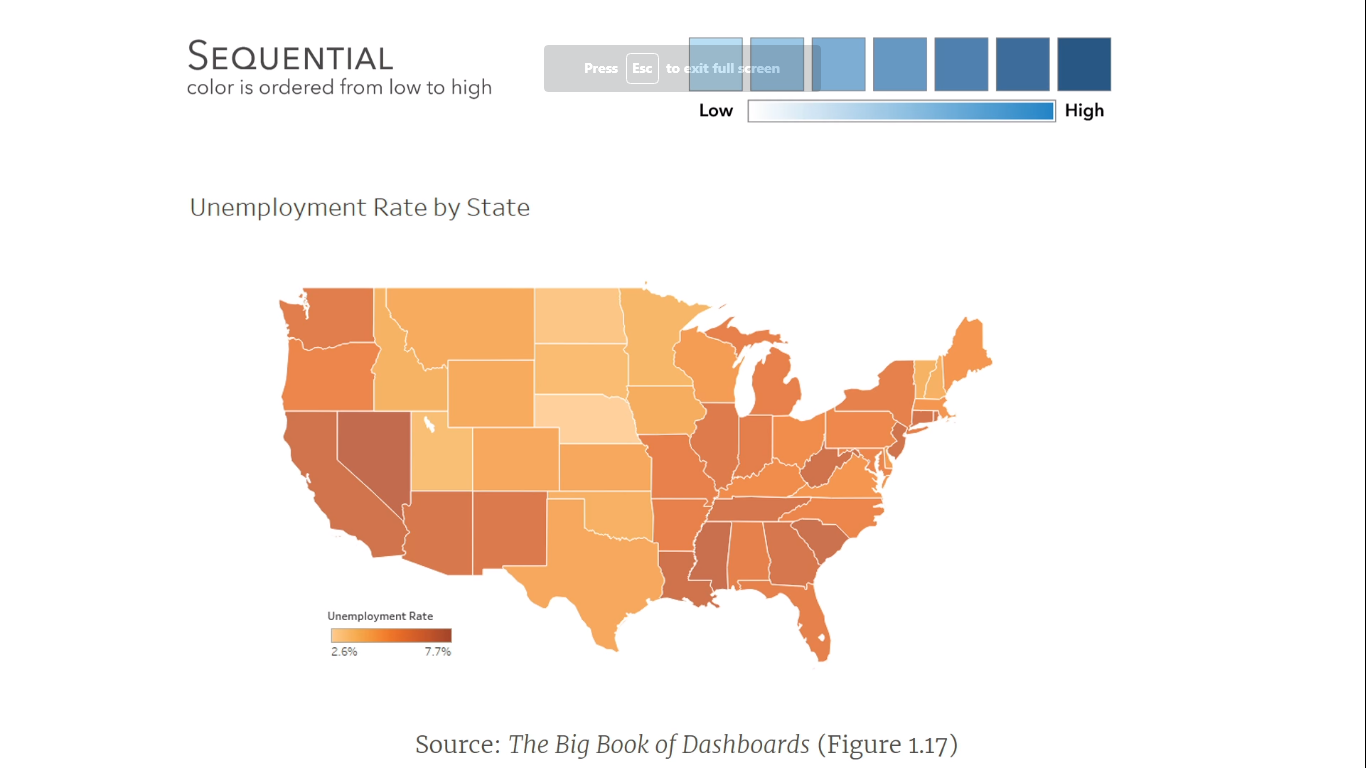 SEQUENTIAL
color is ordered from low to high
Press Esc to exit full screen
Low High
Unemployment Rate by State
Unemployment Rate
2.6% 7.7%
Source: The Big Book of Dashboards (Figure 1.17)